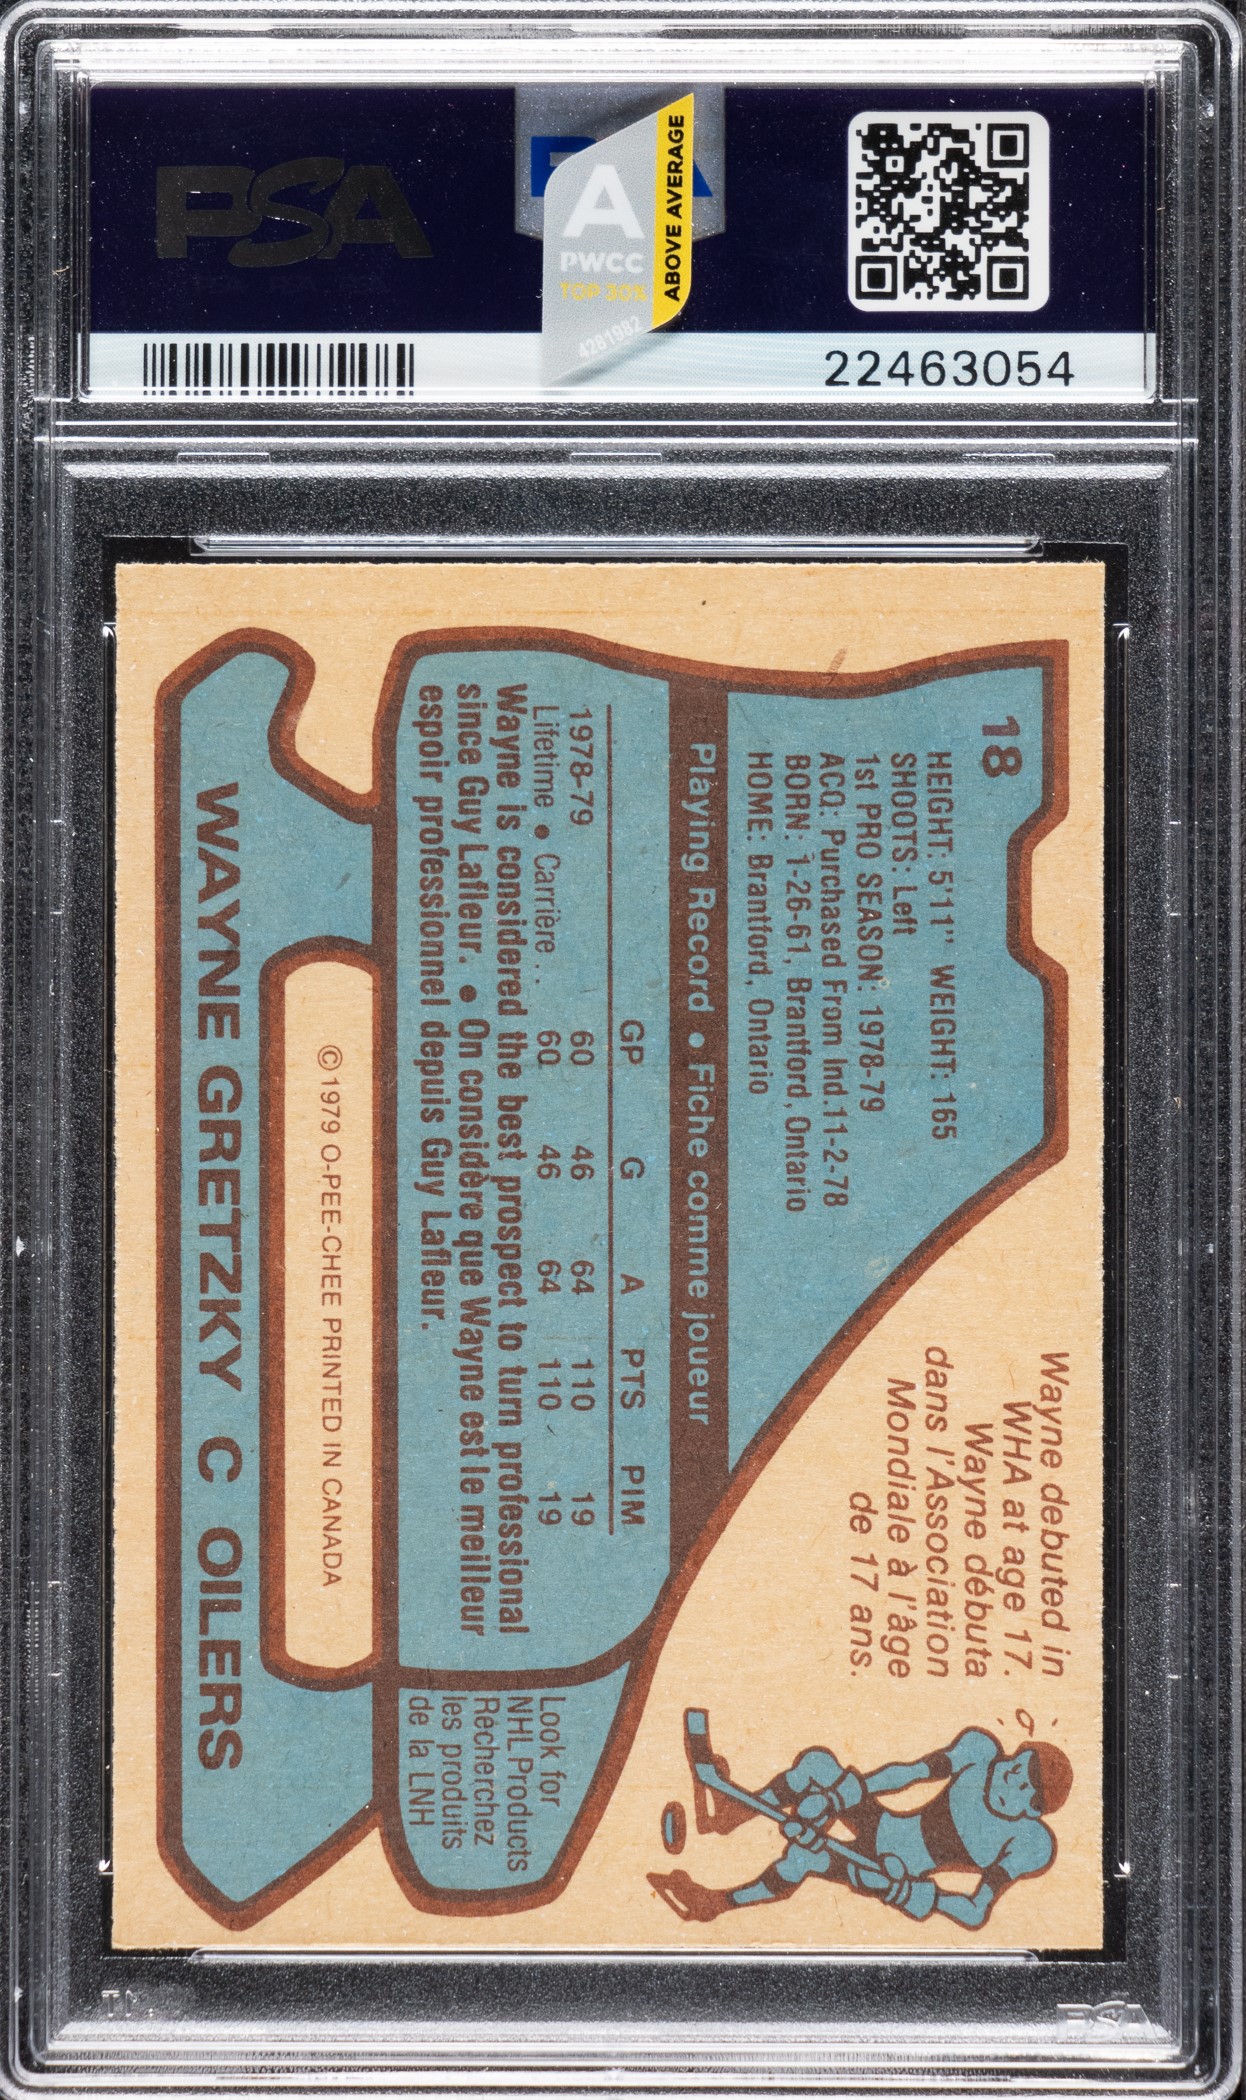 PSA
A
PWCC
TOP 30%
4281982
ABOVE AVERAGE
22463054
18
HEIGHT: 5'11" WEIGHT: 165
SHOOTS: Left
1st PRO SEASON: 1978-79
ACQ: Purchased From Ind.11-2-78
BORN: 1-26-61, Brantford, Ontario
HOME: Brantford, Ontario
Wayne debuted in
WHA at age 17.
Wayne débuta
dans l'Association
Mondiale à l'âge
de 17 ans.
Playing Record • Fiche comme joueur
GP G A PTS PIM
1978-79 60 46 64 110 19
Lifetime • Carrière.. 60 46 64 110 19
Wayne is considered the best prospect to turn professional
since Guy Lafleur. • On considère que Wayne est le meilleur
espoir professionnel depuis Guy Lafleur.
Look for
NHL Products
Recherchez
les produits
de la LNH
© 1979 O-PEE-CHEE PRINTED IN CANADA
WAYNE GRETZKY C OILERS
PSA